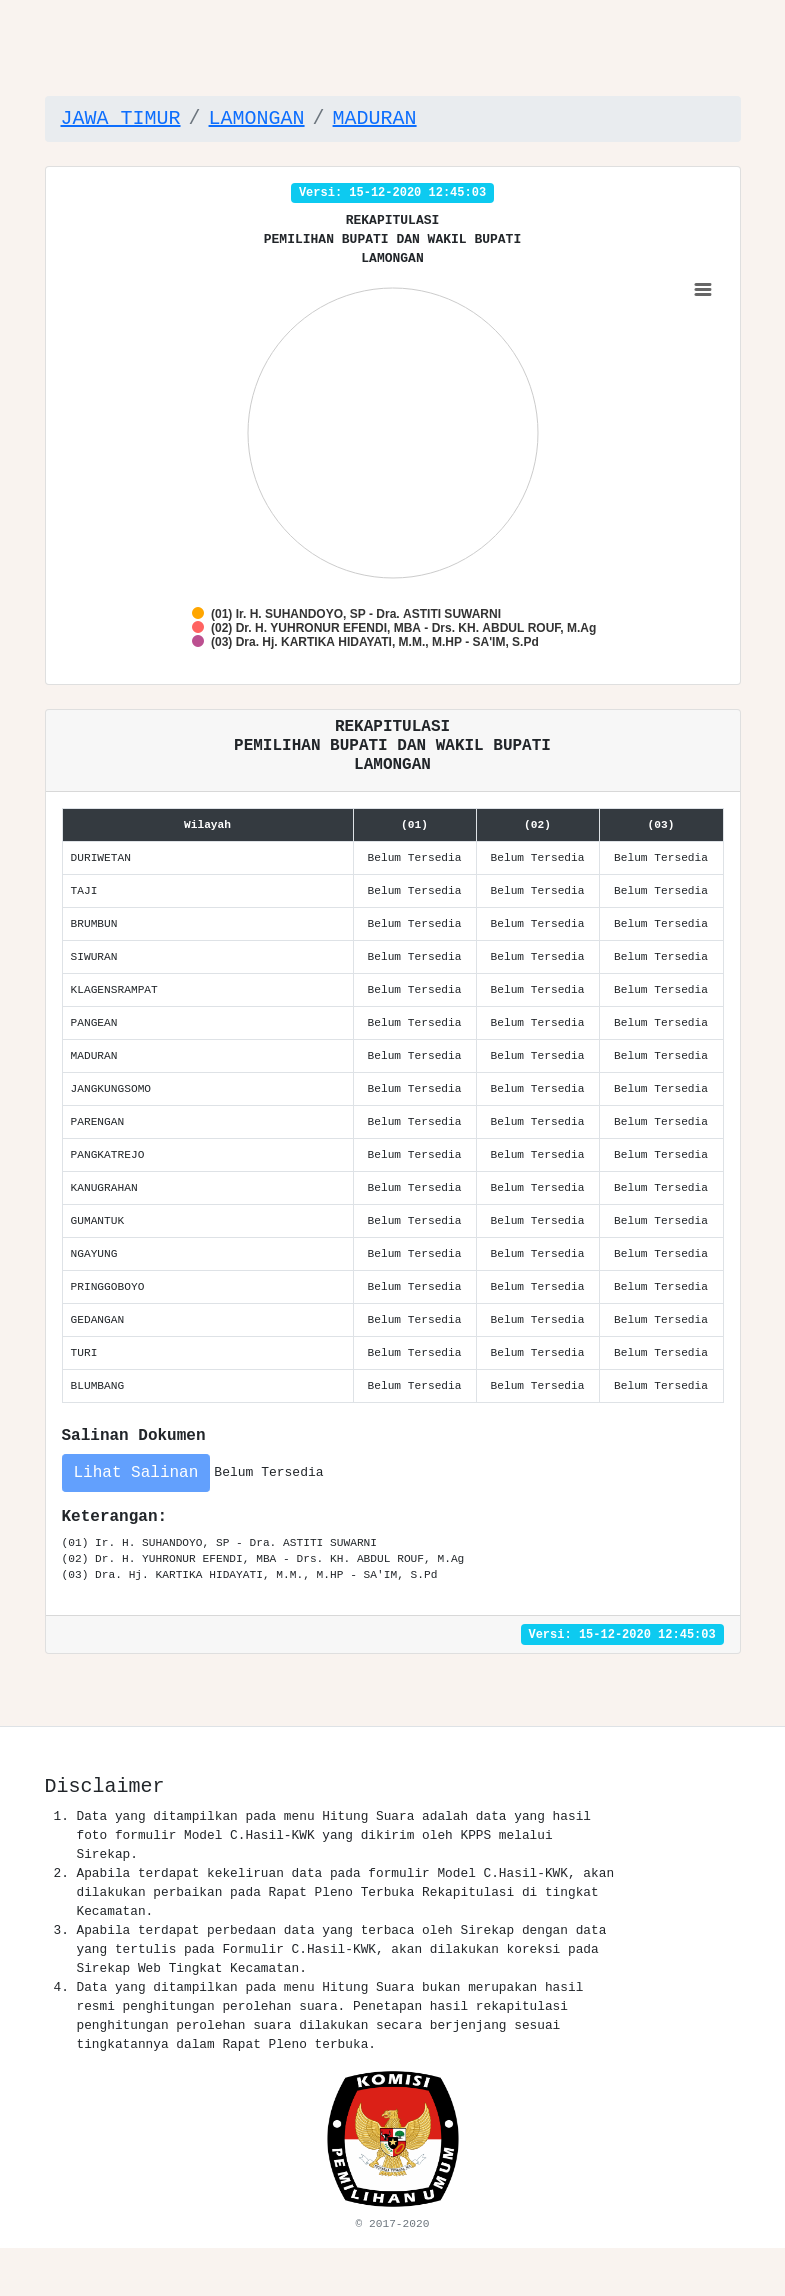 JAWA TIMUR / LAMONGAN / MADURAN
Versi: 15-12-2020 12:45:03
REKAPITULASI
PEMILIHAN BUPATI DAN WAKIL BUPATI
LAMONGAN
(01) Ir. H. SUHANDOYO, SP - Dra. ASTITI SUWARNI
(02) Dr. H. YUHRONUR EFENDI, MBA - Drs. KH. ABDUL ROUF, M.Ag
(03) Dra. Hj. KARTIKA HIDAYATI, M.M., M.HP - SA'IM, S.Pd
REKAPITULASI
PEMILIHAN BUPATI DAN WAKIL BUPATI
LAMONGAN
Wilayah (01) (02) (03)
DURIWETAN Belum Tersedia Belum Tersedia Belum Tersedia
TAJI Belum Tersedia Belum Tersedia Belum Tersedia
BRUMBUN Belum Tersedia Belum Tersedia Belum Tersedia
SIWURAN Belum Tersedia Belum Tersedia Belum Tersedia
KLAGENSRAMPAT Belum Tersedia Belum Tersedia Belum Tersedia
PANGEAN Belum Tersedia Belum Tersedia Belum Tersedia
MADURAN Belum Tersedia Belum Tersedia Belum Tersedia
JANGKUNGSOMO Belum Tersedia Belum Tersedia Belum Tersedia
PARENGAN Belum Tersedia Belum Tersedia Belum Tersedia
PANGKATREJO Belum Tersedia Belum Tersedia Belum Tersedia
KANUGRAHAN Belum Tersedia Belum Tersedia Belum Tersedia
GUMANTUK Belum Tersedia Belum Tersedia Belum Tersedia
NGAYUNG Belum Tersedia Belum Tersedia Belum Tersedia
PRINGGOBOYO Belum Tersedia Belum Tersedia Belum Tersedia
GEDANGAN Belum Tersedia Belum Tersedia Belum Tersedia
TURI Belum Tersedia Belum Tersedia Belum Tersedia
BLUMBANG Belum Tersedia Belum Tersedia Belum Tersedia
Salinan Dokumen
Lihat Salinan Belum Tersedia
Keterangan:
(01) Ir. H. SUHANDOYO, SP - Dra. ASTITI SUWARNI
(02) Dr. H. YUHRONUR EFENDI, MBA - Drs. KH. ABDUL ROUF, M.Ag
(03) Dra. Hj. KARTIKA HIDAYATI, M.M., M.HP - SA'IM, S.Pd
Versi: 15-12-2020 12:45:03
Disclaimer
1. Data yang ditampilkan pada menu Hitung Suara adalah data yang hasil
foto formulir Model C.Hasil-KWK yang dikirim oleh KPPS melalui
Sirekap.
2. Apabila terdapat kekeliruan data pada formulir Model C.Hasil-KWK, akan
dilakukan perbaikan pada Rapat Pleno Terbuka Rekapitulasi di tingkat
Kecamatan.
3. Apabila terdapat perbedaan data yang terbaca oleh Sirekap dengan data
yang tertulis pada Formulir C.Hasil-KWK, akan dilakukan koreksi pada
Sirekap Web Tingkat Kecamatan.
4. Data yang ditampilkan pada menu Hitung Suara bukan merupakan hasil
resmi penghitungan perolehan suara. Penetapan hasil rekapitulasi
penghitungan perolehan suara dilakukan secara berjenjang sesuai
tingkatannya dalam Rapat Pleno terbuka.
KOMISI
PEMILIHAN UMUM
© 2017-2020